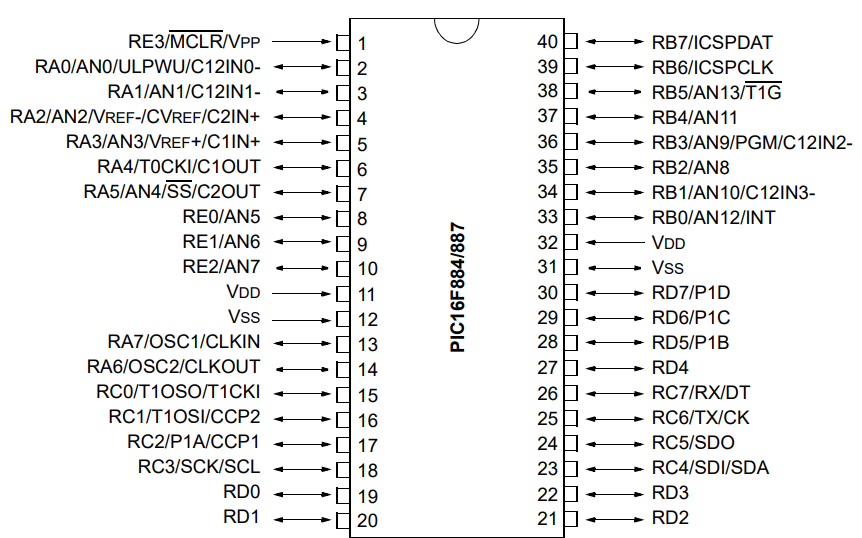 RE3/MCLR/VPP 1 40 RB7/ICSPDAT
RA0/AN0/ULPWU/C12IN0- 2 39 RB6/ICSPCLK
RA1/AN1/C12IN1- 3 38 RB5/AN13/T1G
RA2/AN2/VREF-/CVREF/C2IN+ 4 37 RB4/AN11
RA3/AN3/VREF+/C1IN+ 5 36 RB3/AN9/PGM/C12IN2-
RA4/T0CKI/C1OUT 6 35 RB2/AN8
RA5/AN4/SS/C2OUT 7 34 RB1/AN10/C12IN3-
RE0/AN5 8 33 RB0/AN12/INT
RE1/AN6 9 32 VDD
RE2/AN7 10 31 VSS
VDD 11 30 RD7/P1D
VSS 12 29 RD6/P1C
RA7/OSC1/CLKIN 13 28 RD5/P1B
RA6/OSC2/CLKOUT 14 27 RD4
RC0/T1OSO/T1CKI 15 26 RC7/RX/DT
RC1/T1OSI/CCP2 16 25 RC6/TX/CK
RC2/P1A/CCP1 17 24 RC5/SDO
RC3/SCK/SCL 18 23 RC4/SDI/SDA
RD0 19 22 RD3
RD1 20 21 RD2
PIC16F884/887